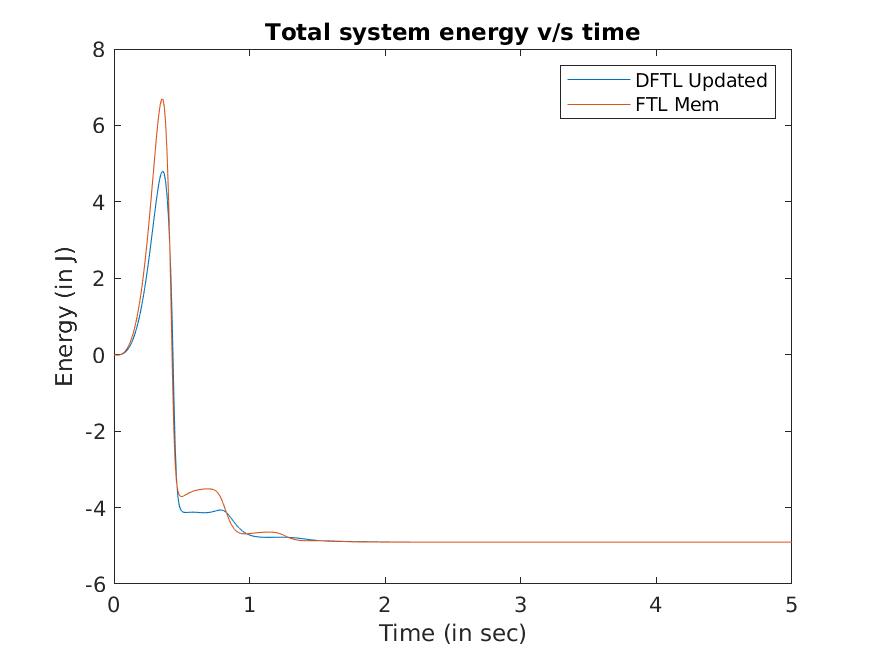 Total system energy v/s time
DFTL Updated
FTL Mem
8
6
4
2
0
-2
-4
-6
Energy (in J)
0 1 2 3 4 5
Time (in sec)